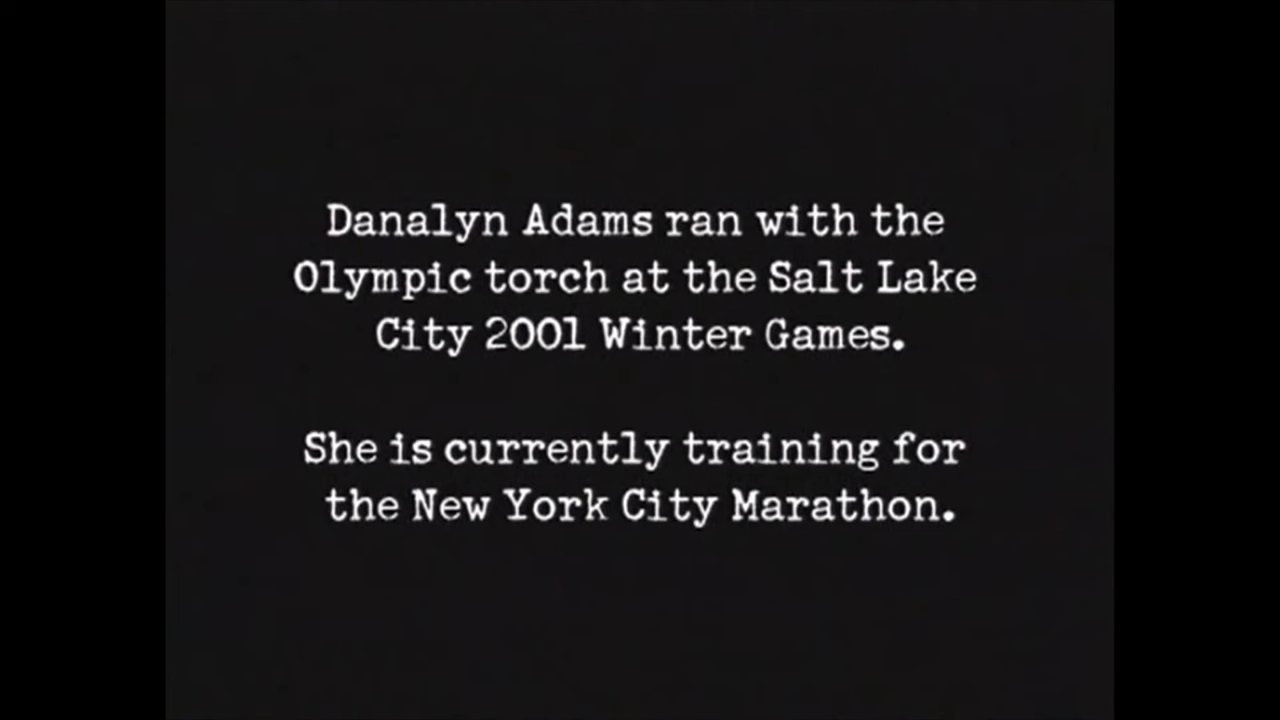 Danalyn Adams ran with the
Olympic torch at the Salt Lake
City 2001 Winter Games.
She is currently training for
the New York City Marathon.